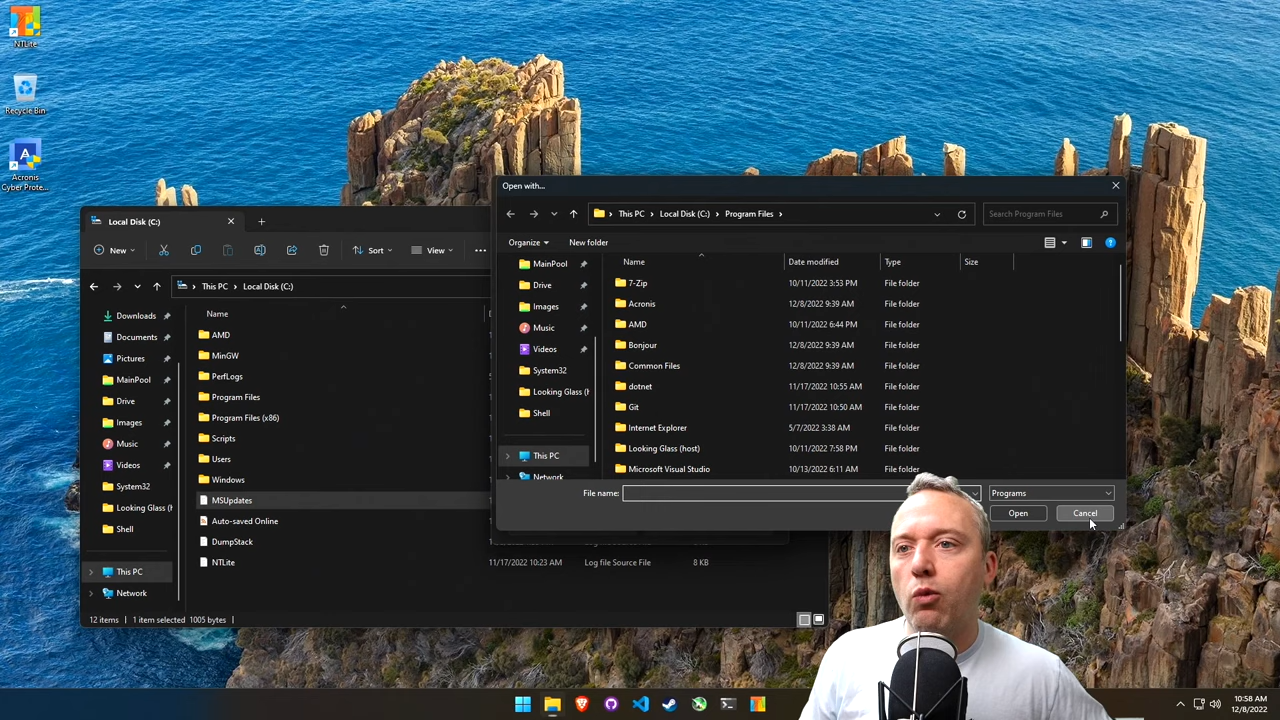 NTLite
Recycle Bin
Acronis
Cyber Prote...
Local Disk (C:)
New
Sort
View
This PC
Local Disk (C:)
Downloads
Documents
Pictures
MainPool
Drive
Images
Music
Videos
System32
Looking Glass (H
Shell
This PC
Network
Name
AMD
MinGW
PerfLogs
Program Files
Program Files (x86)
Scripts
Users
Windows
MSUpdates
Auto-saved Online
DumpStack
NTLite
11/17/2022 10:23 AM Log file Source File 8 KB
12 items 1 item selected 1005 bytes
Open with...
This PC Local Disk (C:) Program Files
Search Program Files
Organize New folder
MainPool
Drive
Images
Music
Videos
System32
Looking Glass (H
Shell
This PC
Network
Name Date modified Type Size
7-Zip 10/11/2022 3:53 PM File folder
Acronis 12/8/2022 9:39 AM File folder
AMD 10/11/2022 6:44 PM File folder
Bonjour 12/8/2022 9:39 AM File folder
Common Files 12/8/2022 9:39 AM File folder
dotnet 11/17/2022 10:55 AM File folder
Git 11/17/2022 10:50 AM File folder
Internet Explorer 5/7/2022 3:38 AM File folder
Looking Glass (host) 10/11/2022 7:58 PM File folder
Microsoft Visual Studio 10/13/2022 6:11 AM File folder
File name: Programs
Open Cancel
10:58 AM
12/8/2022